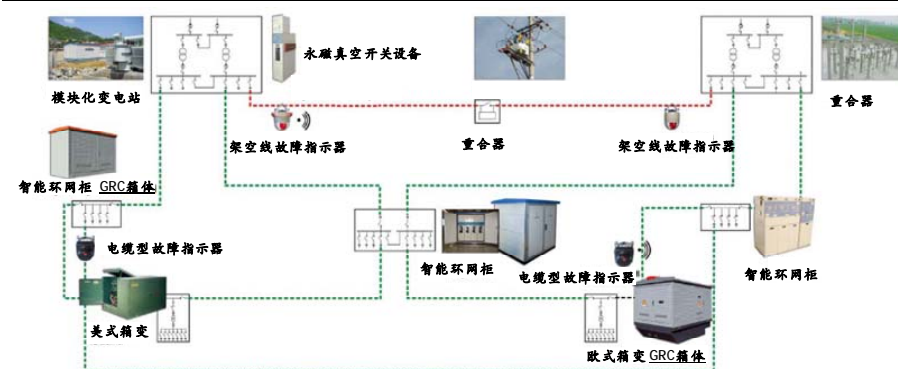 永磁真空开关设备
模块化变电站
重合器
架空线故障指示器
重合器
架空线故障指示器
智能环网柜 GRC箱体
电缆型故障指示器
智能环网柜
电缆型故障指示器
智能环网柜
美式箱变
欧式箱变 GRC箱体